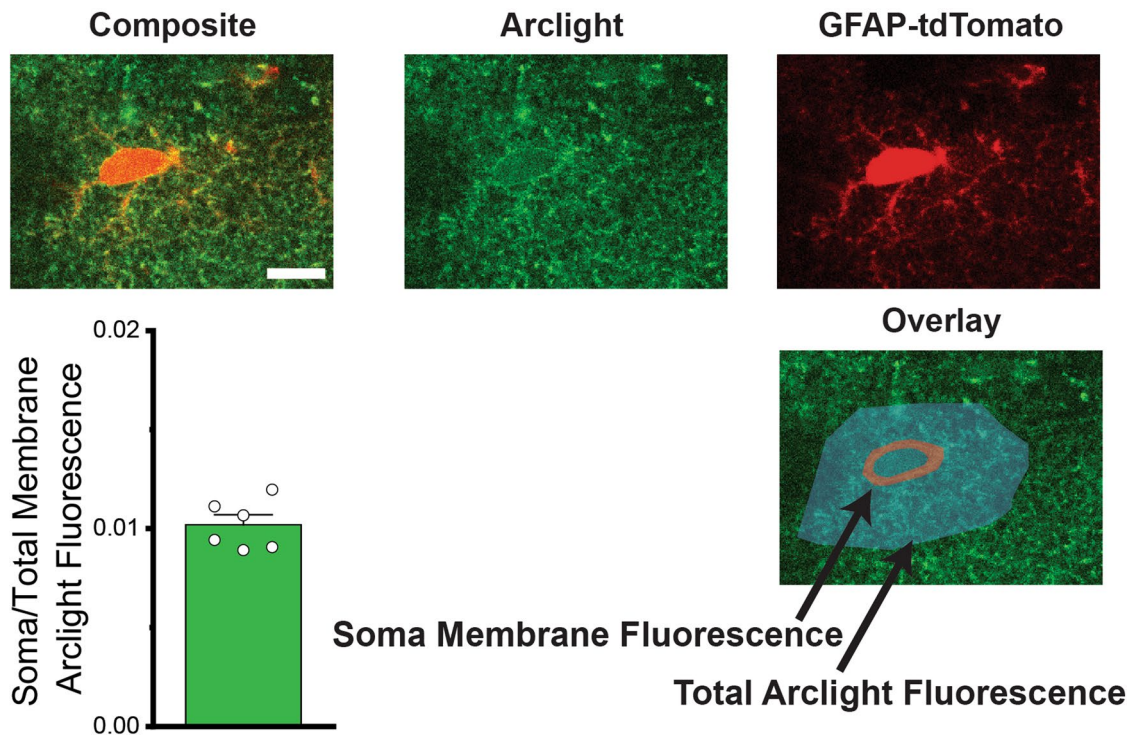 Composite
Arclight
GFAP-tdTomato
Overlay
Soma/Total Membrane
Arclight Fluorescence
0.02
0.01
0.00
Soma Membrane Fluorescence
Total Arclight Fluorescence